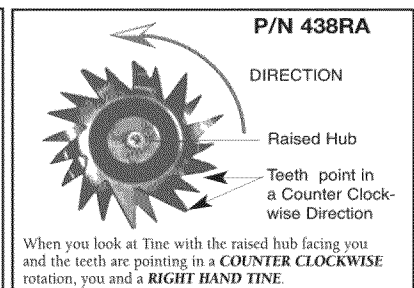 P/N 438RA
DIRECTION
Raised Hub
Teeth point in
a Counter Clock-
wise Direction
When you look at Tine with the raised hub facing you
and the teeth are pointing in a COUNTER CLOCKWISE
rotation, you and a RIGHT HAND TINE.